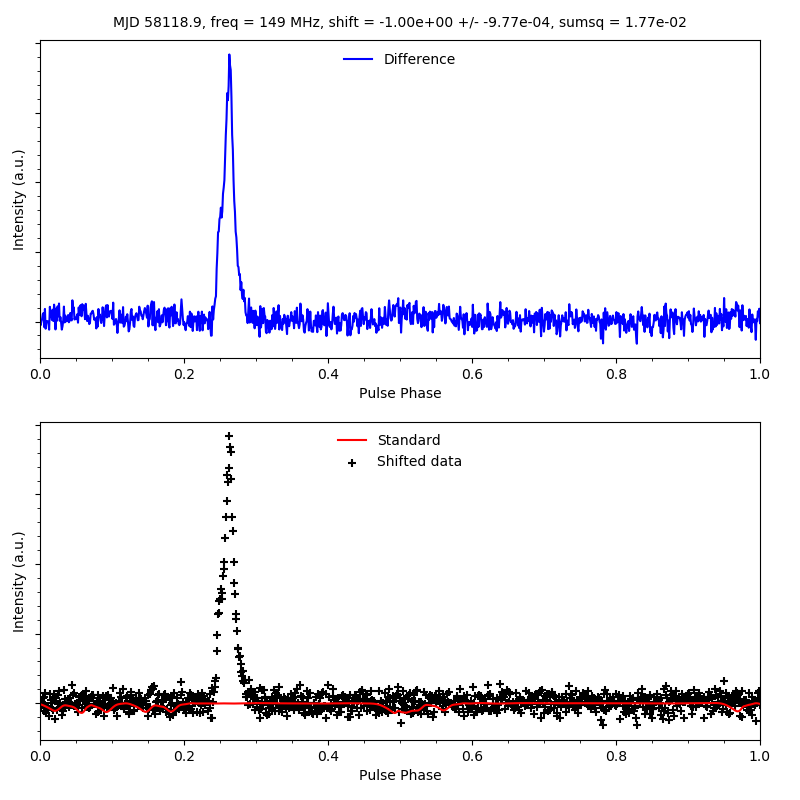 MJD 58118.9, freq = 149 MHz, shift = -1.00e+00 +/- -9.77e-04, sumsq = 1.77e-02
Difference
Intensity (a.u.)
0.0 0.2 0.4 0.6 0.8 1.0
Pulse Phase
Standard
Shifted data
Intensity (a.u.)
0.0 0.2 0.4 0.6 0.8 1.0
Pulse Phase